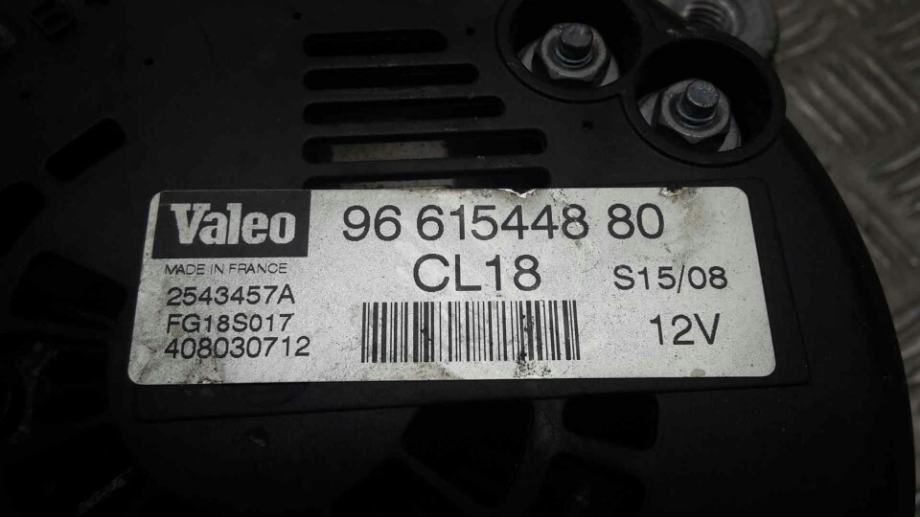 Valeo
96 615448 80
MADE IN FRANCE
CL18
S15/08
2543457A
FG18S017
408030712
12V